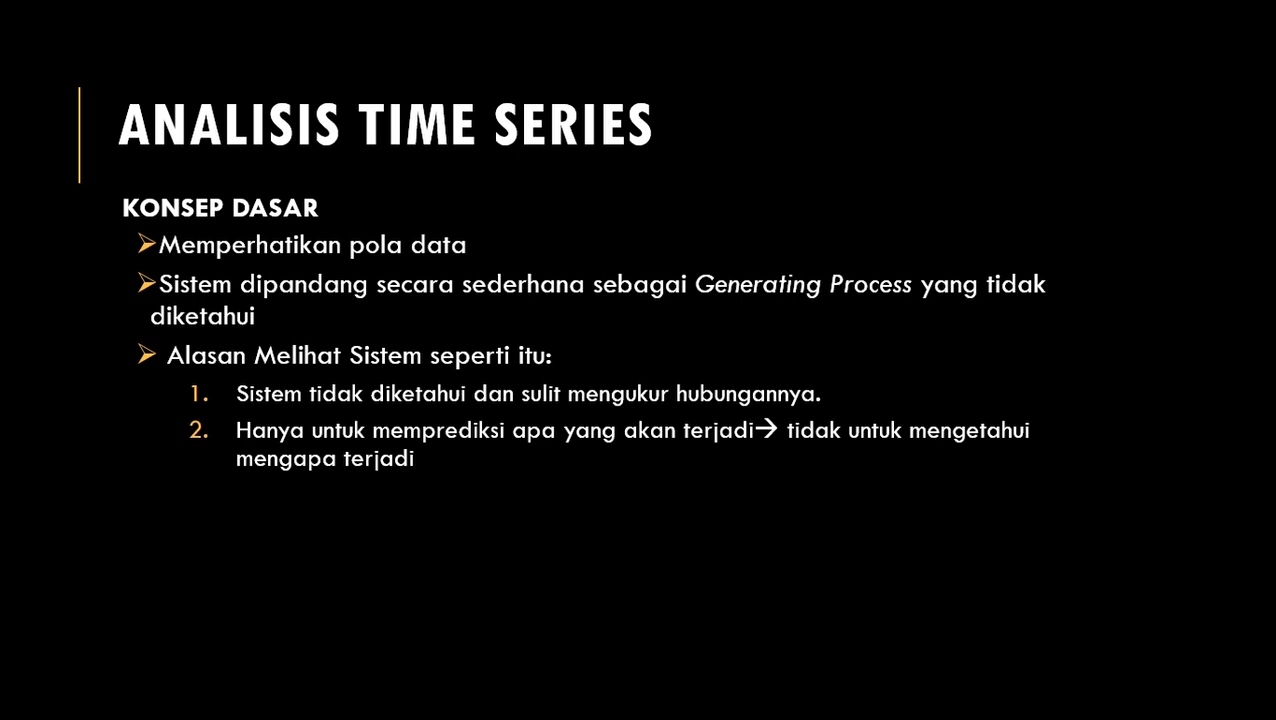 ANALISIS TIME SERIES
KONSEP DASAR
➢Memperhatikan pola data
➢Sistem dipandang secara sederhana sebagai Generating Process yang tidak
diketahui
➢ Alasan Melihat Sistem seperti itu:
1. Sistem tidak diketahui dan sulit mengukur hubungannya.
2. Hanya untuk memprediksi apa yang akan terjadi→ tidak untuk mengetahui
mengapa terjadi